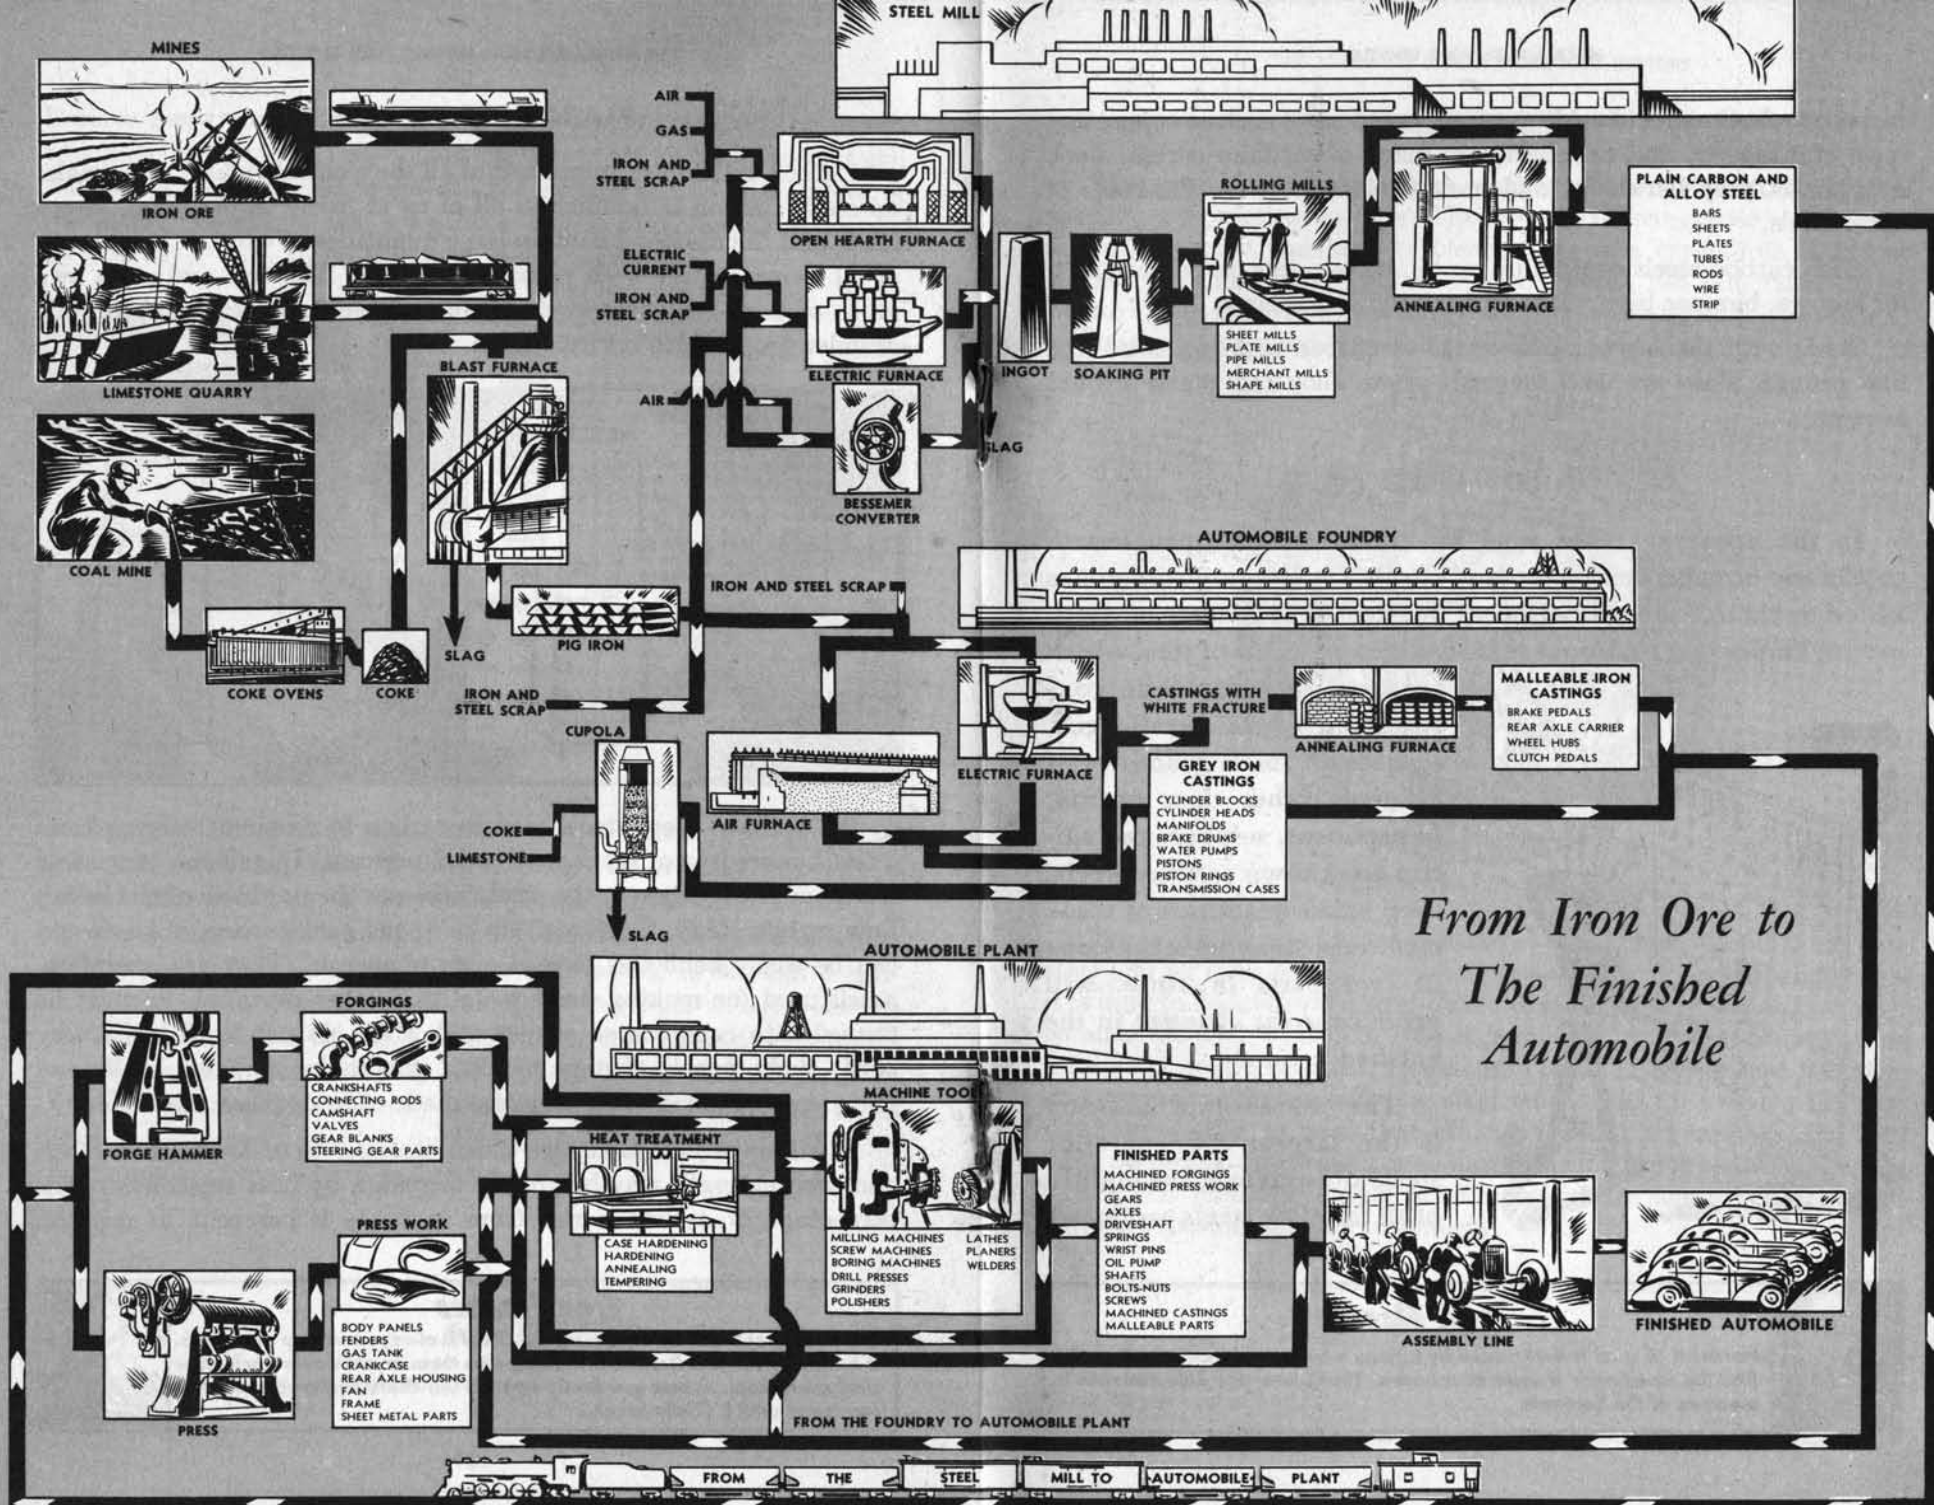 STEEL MILL
MINES
IRON ORE
LIMESTONE QUARRY
COAL MINE
COKE OVENS
COKE
BLAST FURNACE
SLAG
PIG IRON
AIR
GAS
IRON AND
STEEL SCRAP
OPEN HEARTH FURNACE
ELECTRIC
CURRENT
IRON AND
STEEL SCRAP
ELECTRIC FURNACE
AIR
BESSEMER
CONVERTER
SLAG
INGOT
SOAKING PIT
ROLLING MILLS
SHEET MILLS
PLATE MILLS
PIPE MILLS
MERCHANT MILLS
SHAPE MILLS
ANNEALING FURNACE
PLAIN CARBON AND
ALLOY STEEL
BARS
SHEETS
PLATES
TUBES
RODS
WIRE
STRIP
AUTOMOBILE FOUNDRY
IRON AND STEEL SCRAP
IRON AND
STEEL SCRAP
CUPOLA
COKE
LIMESTONE
SLAG
AIR FURNACE
ELECTRIC FURNACE
CASTINGS WITH
WHITE FRACTURE
ANNEALING FURNACE
MALLEABLE IRON
CASTINGS
BRAKE PEDALS
REAR AXLE CARRIER
WHEEL HUBS
CLUTCH PEDALS
GREY IRON
CASTINGS
CYLINDER BLOCKS
CYLINDER HEADS
MANIFOLDS
BRAKE DRUMS
WATER PUMPS
PISTONS
PISTON RINGS
TRANSMISSION CASES
From Iron Ore to
The Finished
Automobile
AUTOMOBILE PLANT
FORGE HAMMER
FORGINGS
CRANKSHAFTS
CONNECTING RODS
CAMSHAFT
VALVES
GEAR BLANKS
STEERING GEAR PARTS
PRESS
PRESS WORK
BODY PANELS
FENDERS
GAS TANK
CRANKCASE
REAR AXLE HOUSING
FAN
FRAME
SHEET METAL PARTS
HEAT TREATMENT
CASE HARDENING
HARDENING
ANNEALING
TEMPERING
MACHINE TOOLS
MILLING MACHINES
SCREW MACHINES
BORING MACHINES
DRILL PRESSES
GRINDERS
POLISHERS
LATHES
PLANERS
WELDERS
FINISHED PARTS
MACHINED FORGINGS
MACHINED PRESS WORK
GEARS
AXLES
DRIVESHAFT
SPRINGS
WRIST PINS
OIL PUMP
SHAFTS
BOLTS-NUTS
SCREWS
MACHINED CASTINGS
MALLEABLE PARTS
ASSEMBLY LINE
FINISHED AUTOMOBILE
FROM THE FOUNDRY TO AUTOMOBILE PLANT
FROM THE STEEL MILL TO AUTOMOBILE PLANT